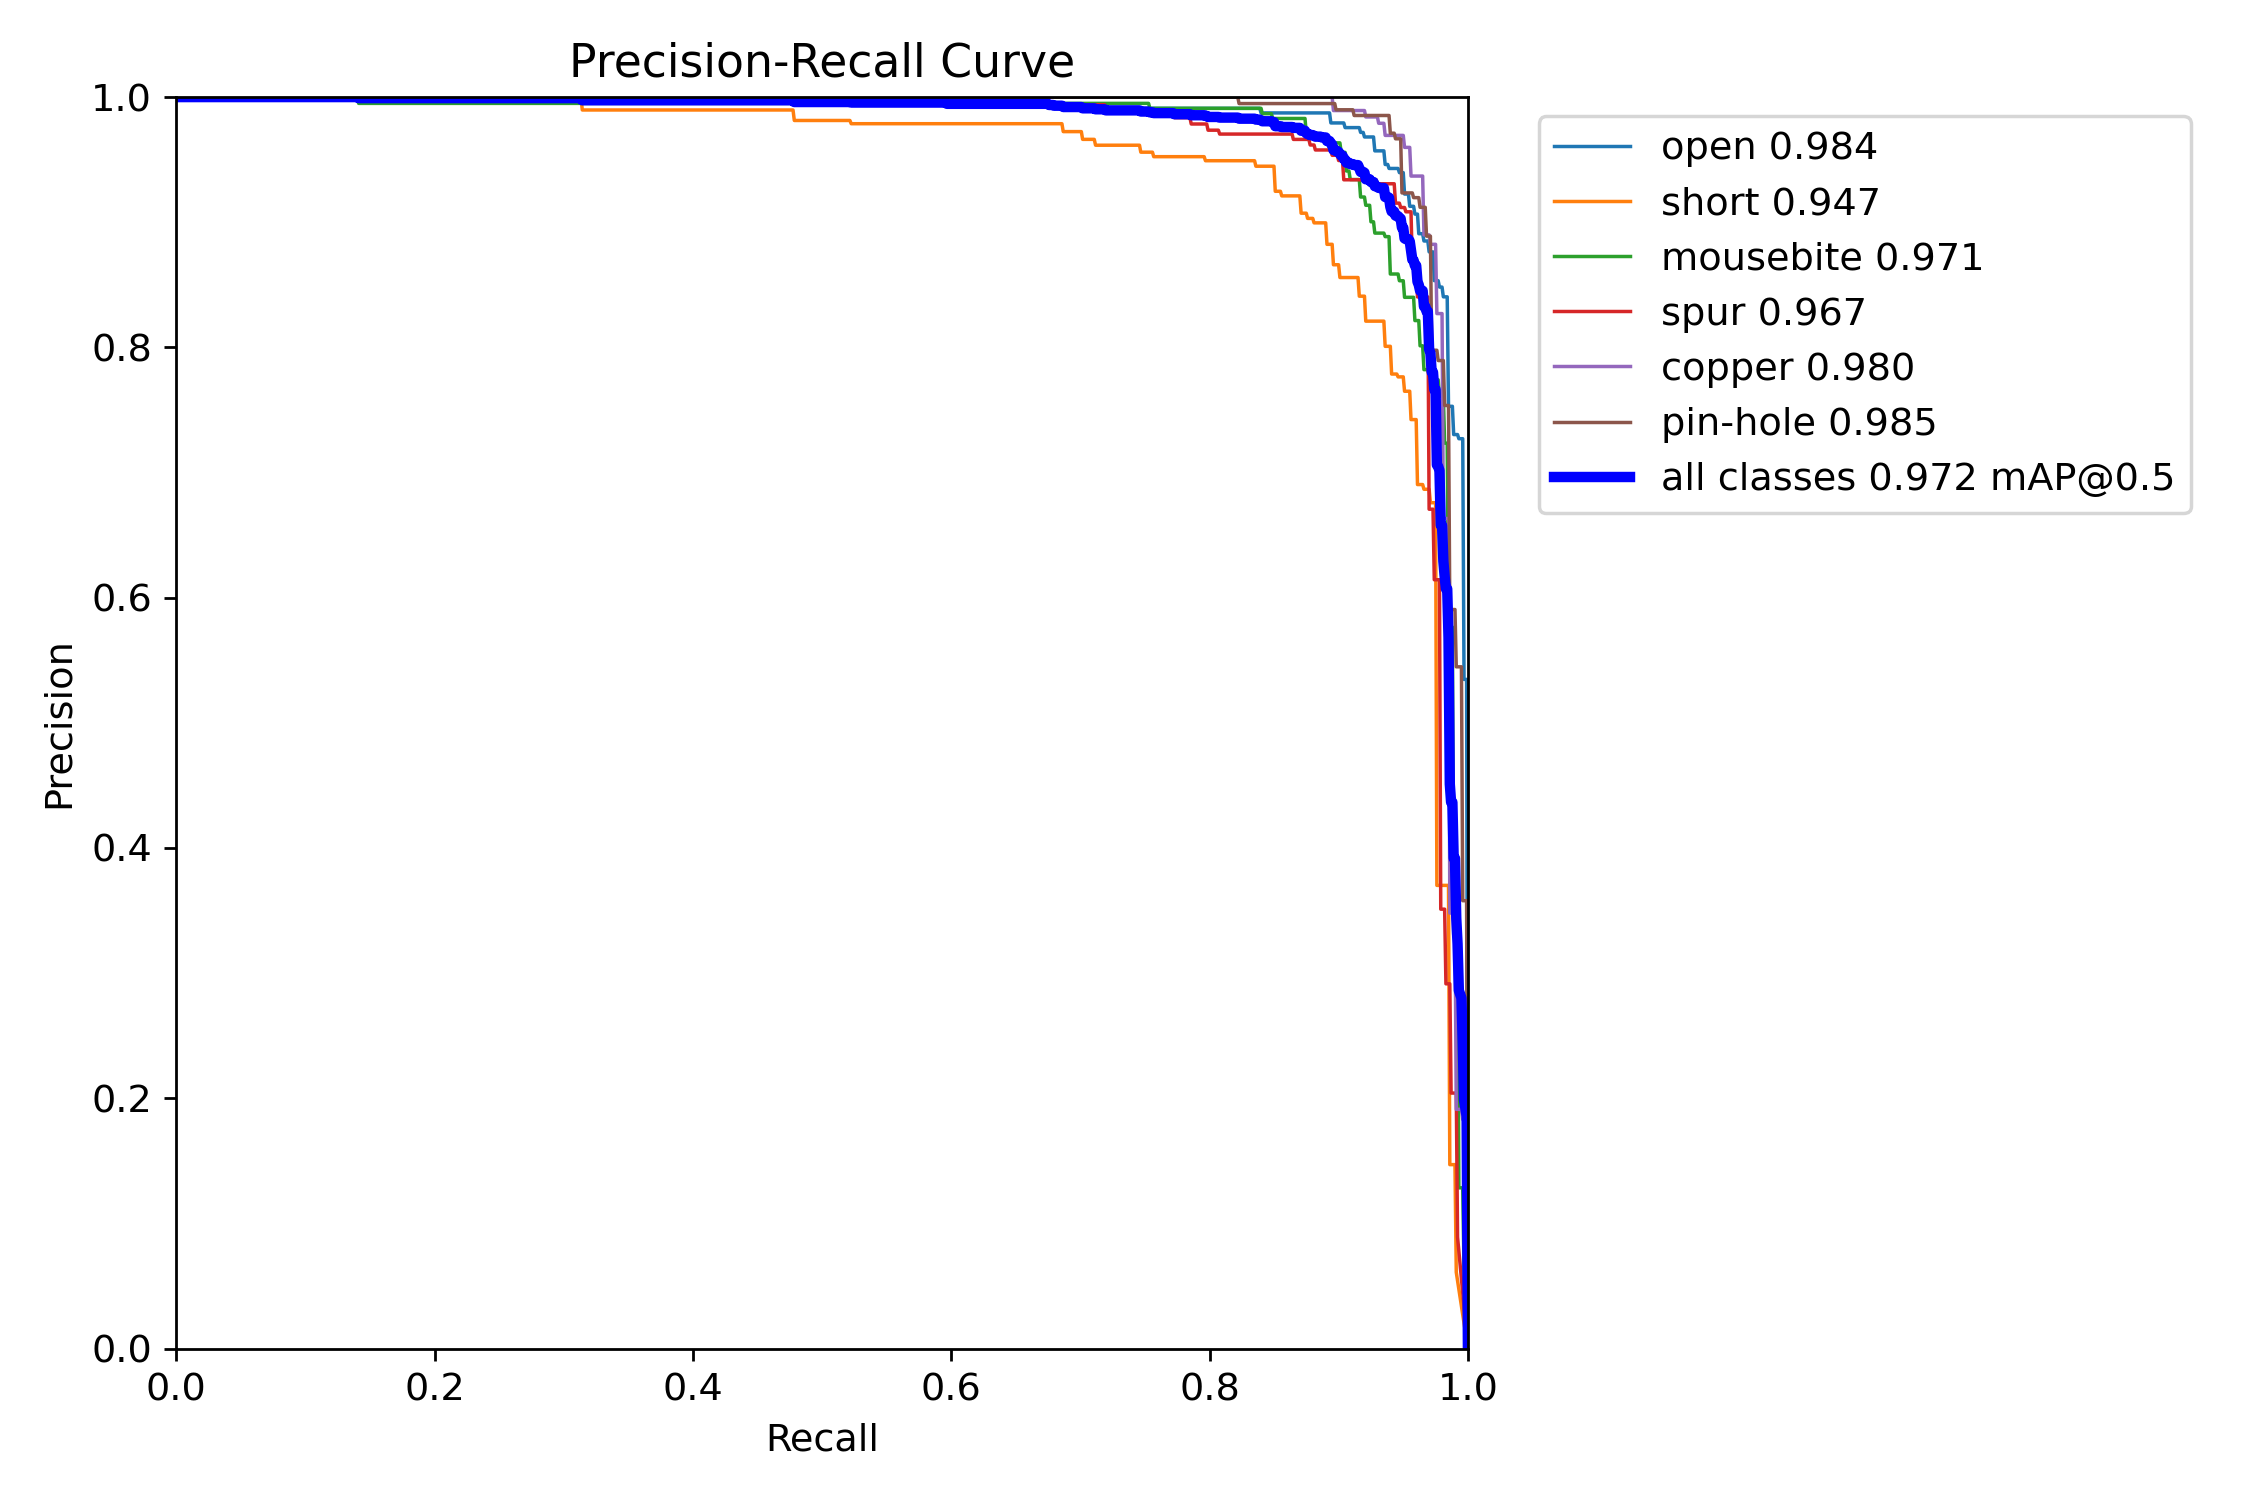 Precision-Recall Curve
1.0
0.8
0.6
0.4
0.2
0.0
Precision
0.0 0.2 0.4 0.6 0.8 1.0
Recall
open 0.984
short 0.947
mousebite 0.971
spur 0.967
copper 0.980
pin-hole 0.985
all classes 0.972 mAP@0.5